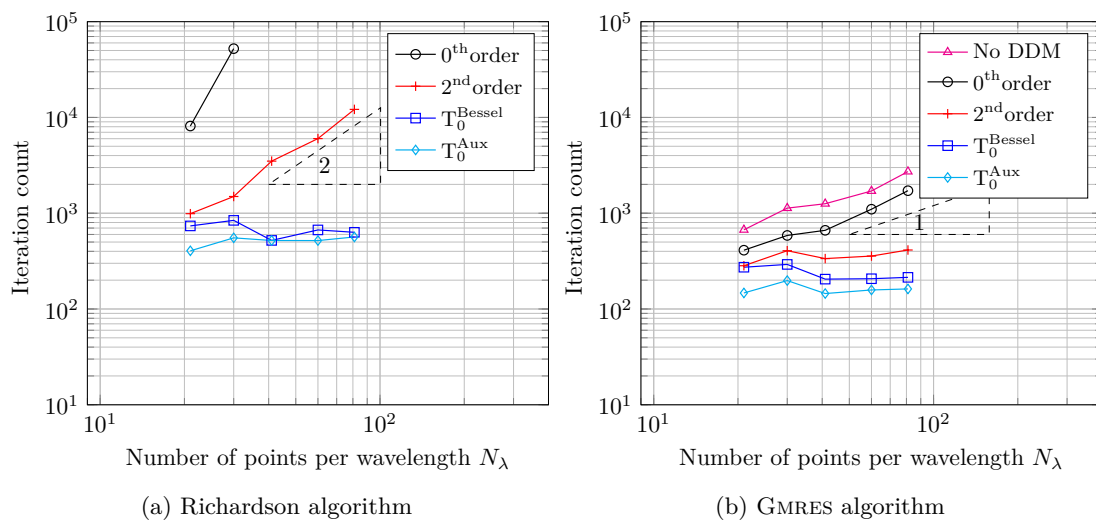 10^5
10^4
10^3
10^2
10^1
Iteration count
10^1
10^2
Number of points per wavelength N_λ
0^th order
2^nd order
T_0^Bessel
T_0^Aux
2
(a) Richardson algorithm
10^5
10^4
10^3
10^2
10^1
Iteration count
10^1
10^2
Number of points per wavelength N_λ
No DDM
0^th order
2^nd order
T_0^Bessel
T_0^Aux
1
(b) GMRES algorithm